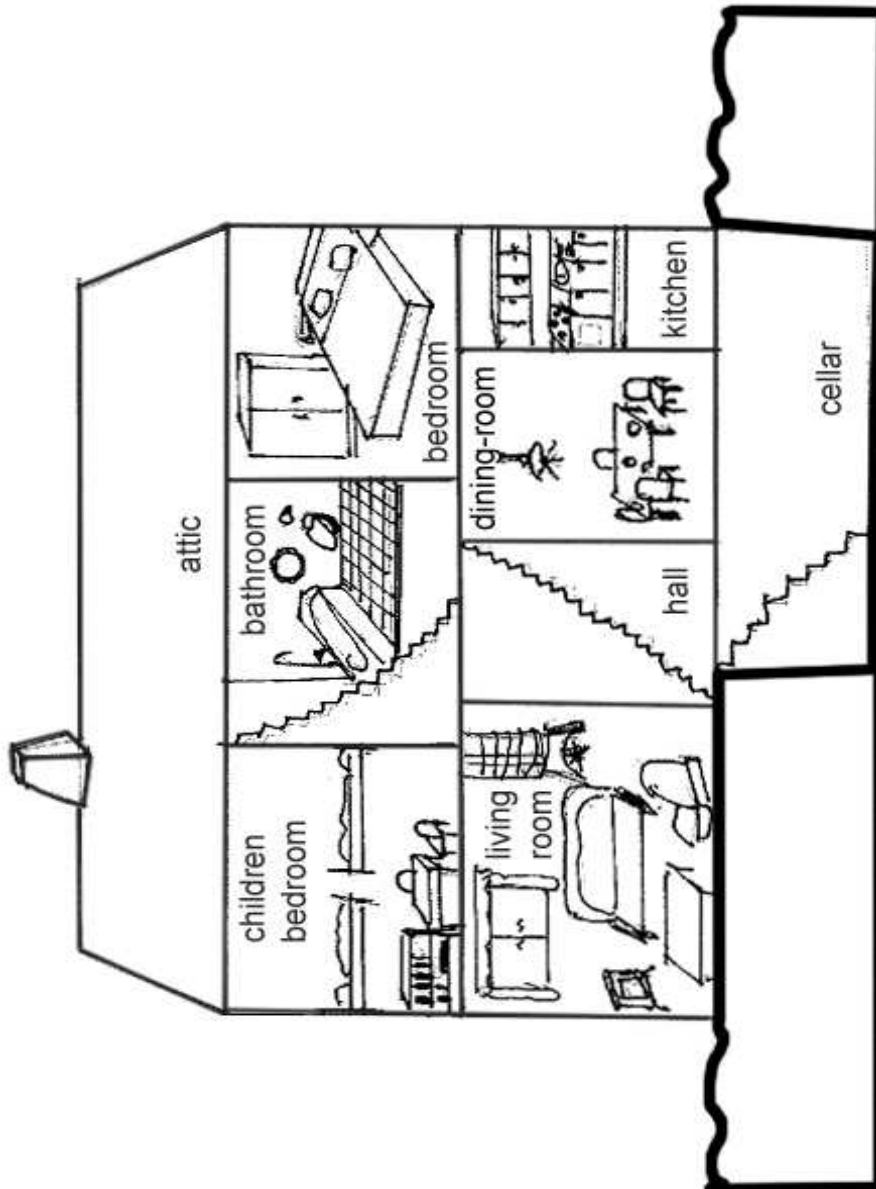 attic
children
bedroom
bathroom
bedroom
living
room
hall
dining-room
kitchen
cellar